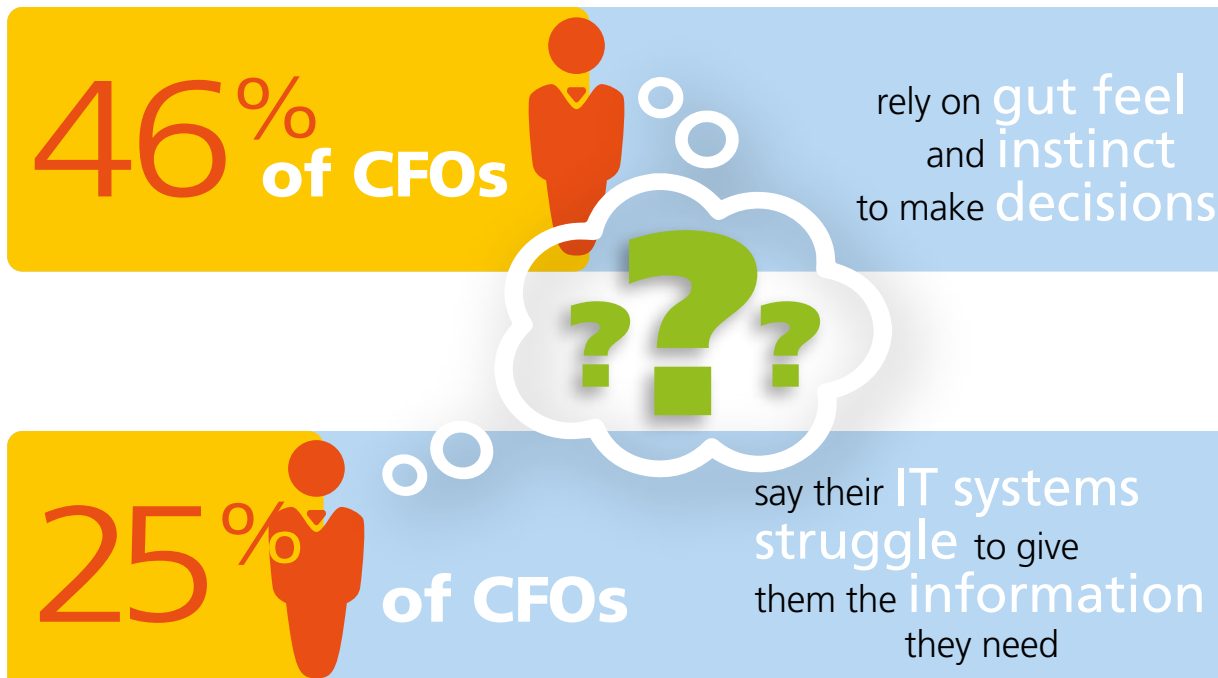 46%
of CFOs
rely on gut feel
and instinct
to make decisions
???
25%
of CFOs
say their IT systems
struggle to give
them the information
they need